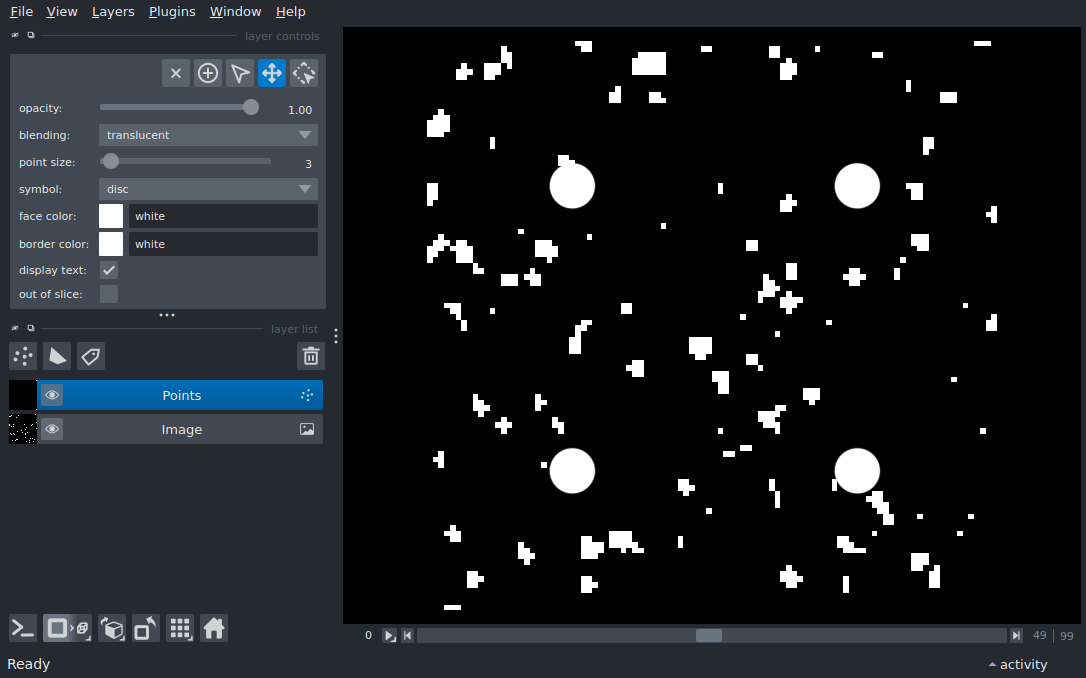 File View Layers Plugins Window Help
layer controls
opacity: 1.00
blending: translucent
point size: 3
symbol: disc
face color: white
border color: white
display text:
out of slice:
layer list
Points
Image
0 49 | 99
Ready activity